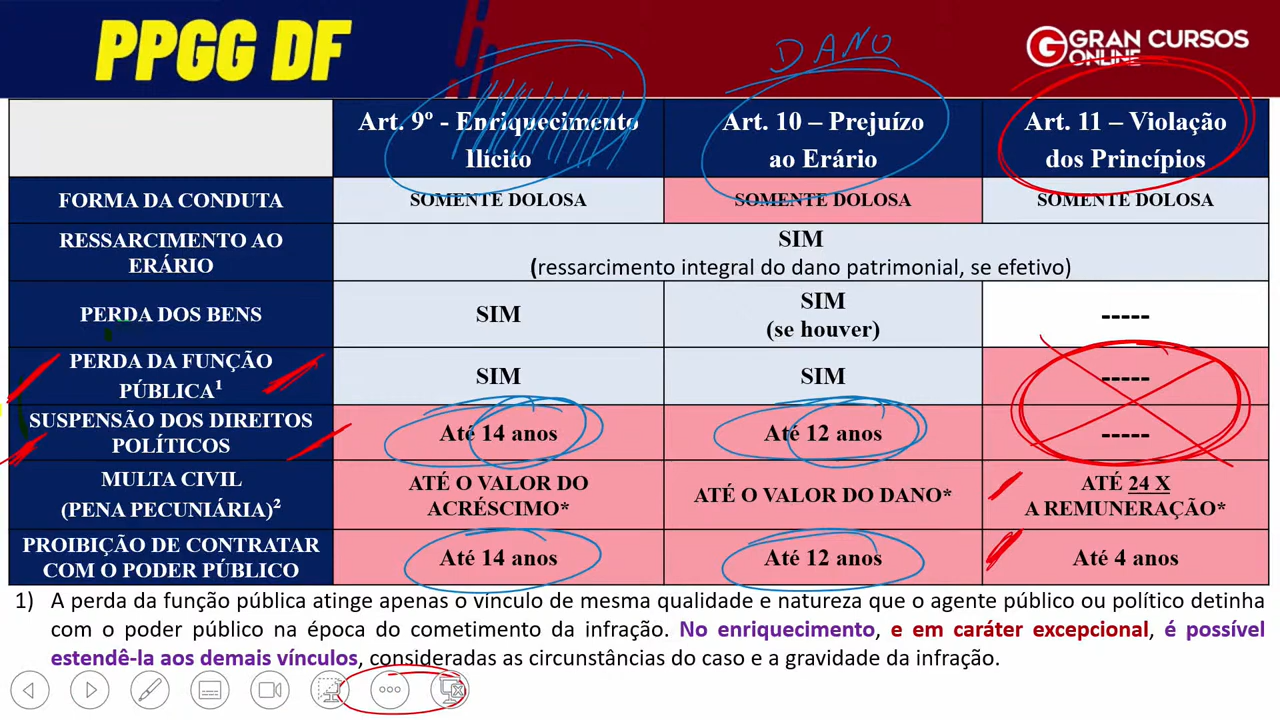 PPGG DF
GRAN CURSOS
ONLINE
DANO
Art. 9º - Enriquecimento
Ilícito
Art. 10 – Prejuízo
ao Erário
Art. 11 – Violação
dos Princípios
FORMA DA CONDUTA
SOMENTE DOLOSA
SOMENTE DOLOSA
SOMENTE DOLOSA
RESSARCIMENTO AO
ERÁRIO
SIM
(ressarcimento integral do dano patrimonial, se efetivo)
PERDA DOS BENS
SIM
SIM
(se houver)
-----
PERDA DA FUNÇÃO
PÚBLICA¹
SIM
SIM
-----
SUSPENSÃO DOS DIREITOS
POLÍTICOS
Até 14 anos
Até 12 anos
-----
MULTA CIVIL
(PENA PECUNIÁRIA)²
ATÉ O VALOR DO
ACRÉSCIMO*
ATÉ O VALOR DO DANO*
ATÉ 24 X
A REMUNERAÇÃO*
PROIBIÇÃO DE CONTRATAR
COM O PODER PÚBLICO
Até 14 anos
Até 12 anos
Até 4 anos
1) A perda da função pública atinge apenas o vínculo de mesma qualidade e natureza que o agente público ou político detinha
com o poder público na época do cometimento da infração. No enriquecimento, e em caráter excepcional, é possível
estendê-la aos demais vínculos, consideradas as circunstâncias do caso e a gravidade da infração.